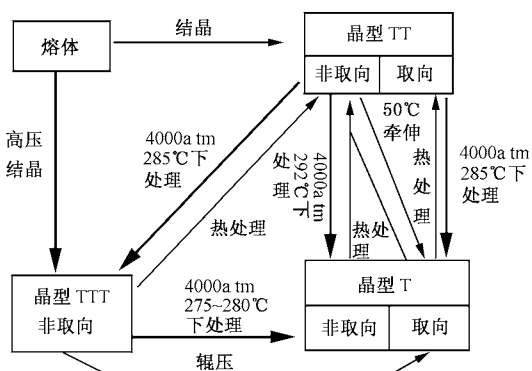 结晶
熔体
晶型 TT
非取向
取向
高压
结晶
4000a tm
285℃下
处理
4000a tm
292℃下
处理
50℃
牵伸
热处理
4000a tm
285℃下
处理
热处理
热处理
晶型 TTT
非取向
4000a tm
275~280℃
下处理
辊压
晶型 T
非取向
取向